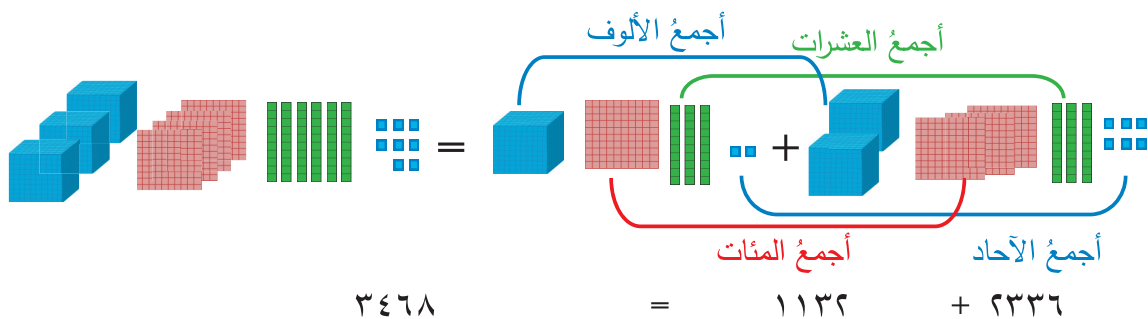 أجمعُ الألوف
أجمعُ العشرات
= +
أجمعُ الآحاد
أجمعُ المئات
٢٣٣٦ + ١١٣٢ = ٣٤٦٨